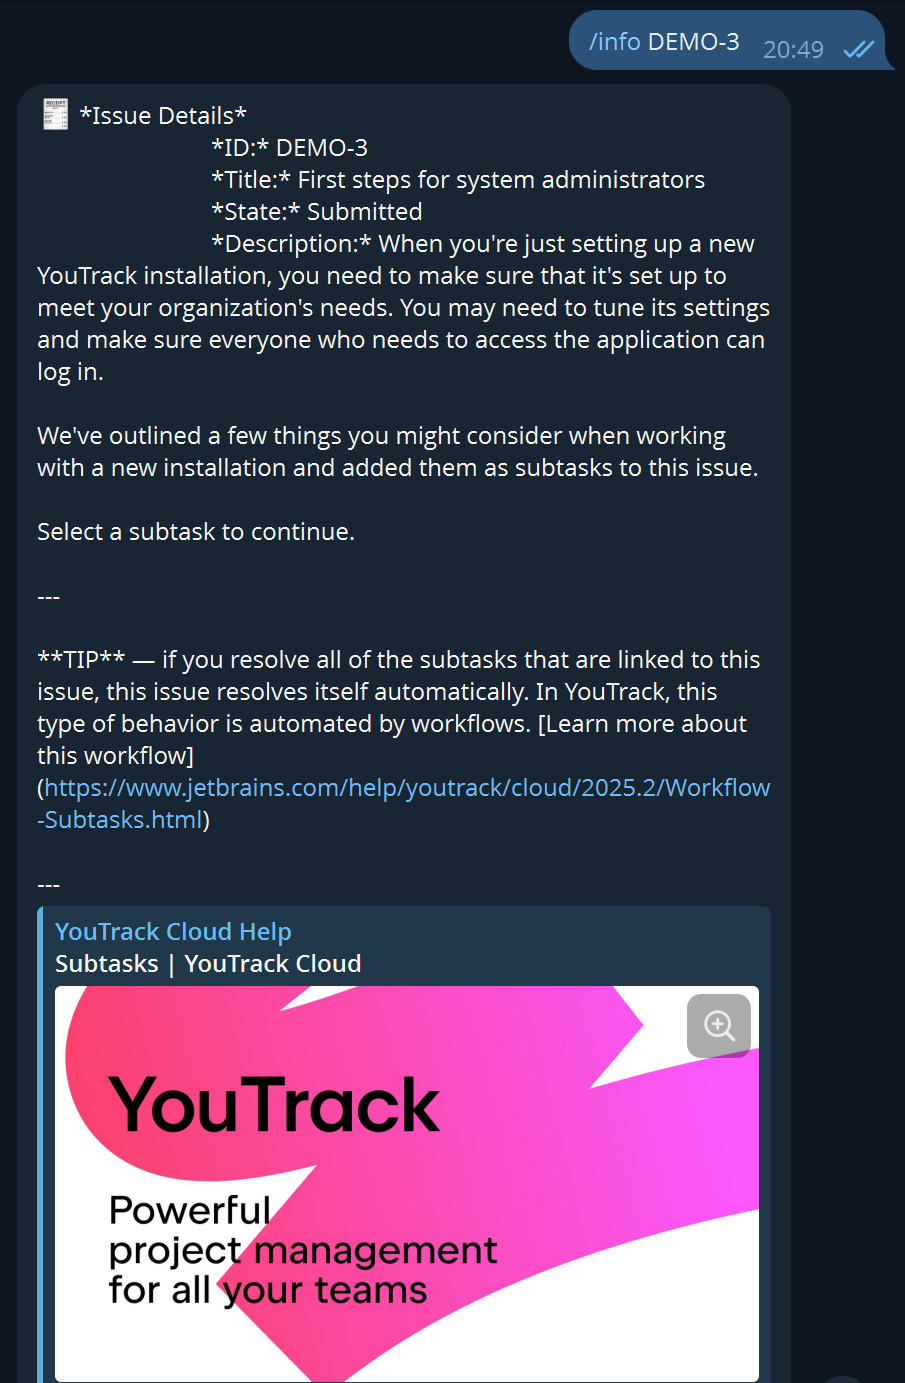 /info DEMO-3 20:49
*Issue Details*
*ID:* DEMO-3
*Title:* First steps for system administrators
*State:* Submitted
*Description:* When you're just setting up a new
YouTrack installation, you need to make sure that it's set up to
meet your organization's needs. You may need to tune its settings
and make sure everyone who needs to access the application can
log in.
We've outlined a few things you might consider when working
with a new installation and added them as subtasks to this issue.
Select a subtask to continue.
---
**TIP** — if you resolve all of the subtasks that are linked to this
issue, this issue resolves itself automatically. In YouTrack, this
type of behavior is automated by workflows. [Learn more about
this workflow]
(https://www.jetbrains.com/help/youtrack/cloud/2025.2/Workflow
-Subtasks.html)
---
YouTrack Cloud Help
Subtasks | YouTrack Cloud
YouTrack
Powerful
project management
for all your teams